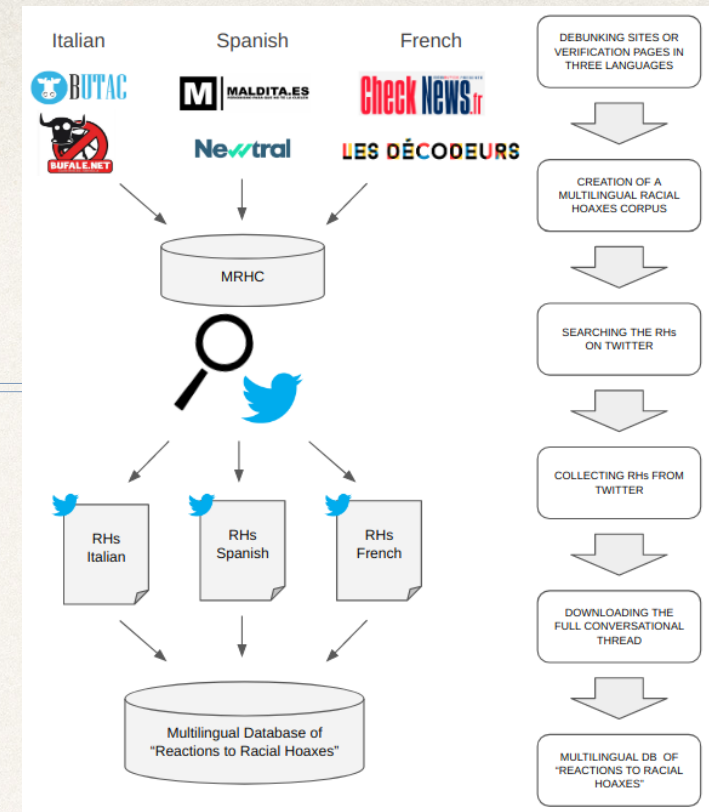 Italian
Spanish
French
BUTAC
MALDITA.ES
Check News.fr
BUFALE.NET
Newtral
LES DÉCODEURS
MRHC
RHs
Italian
RHs
Spanish
RHs
French
Multilingual Database of
“Reactions to Racial Hoaxes”
DEBUNKING SITES OR
VERIFICATION PAGES IN
THREE LANGUAGES
CREATION OF A
MULTILINGUAL RACIAL
HOAXES CORPUS
SEARCHING THE RHs
ON TWITTER
COLLECTING RHs FROM
TWITTER
DOWNLOADING THE
FULL CONVERSATIONAL
THREAD
MULTILINGUAL DB OF
“REACTIONS TO RACIAL
HOAXES”